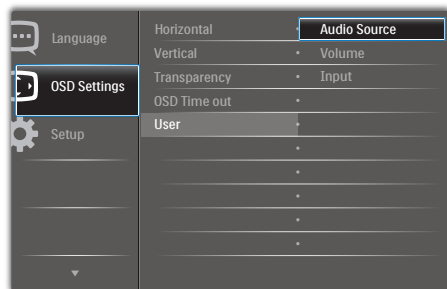 Language
OSD Settings
Setup
Horizontal
Vertical
Transparency
OSD Time out
User
Audio Source
Volume
Input